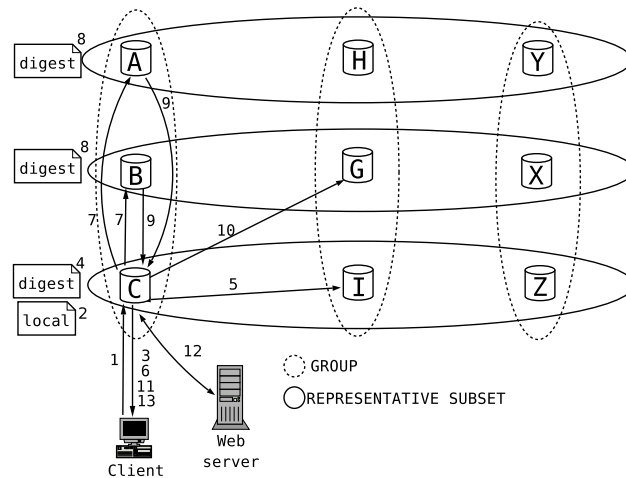 8
digest
A
H
Y
9
8
digest
B
G
X
7
7
9
10
4
digest
C
5
I
Z
local
2
1
3
6
11
13
12
GROUP
REPRESENTATIVE SUBSET
Web
server
Client